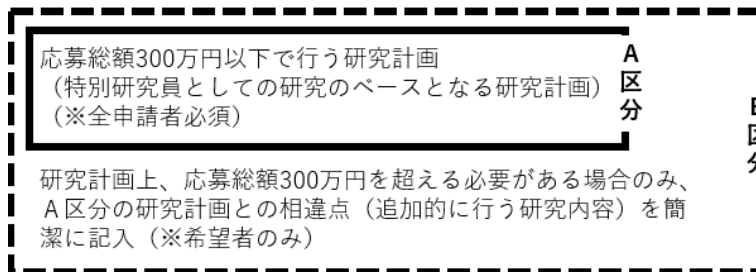 応募総額300万円以下で行う研究計画
（特別研究員としての研究のベースとなる研究計画）
（※全申請者必須）
A区分
研究計画上、応募総額300万円を超える必要がある場合のみ、
A区分の研究計画との相違点（追加的に行う研究内容）を簡
潔に記入（※希望者のみ）